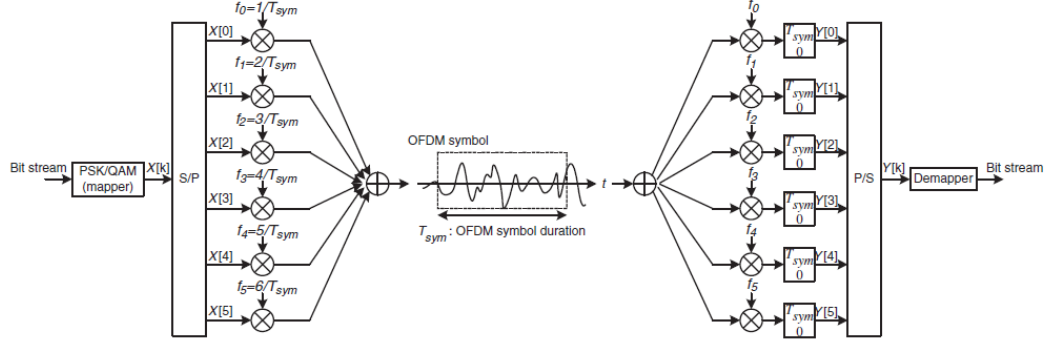 f0=1/Tsym
X[0]
f1=2/Tsym
X[1]
f2=3/Tsym
X[2]
f3=4/Tsym
X[3]
f4=5/Tsym
X[4]
f5=6/Tsym
X[5]
Bit stream
PSK/QAM
(mapper)
X[k]
S/P
OFDM symbol
t
Tsym : OFDM symbol duration
f0
Tsym
0
Y[0]
f1
Tsym
0
Y[1]
f2
Tsym
0
Y[2]
f3
Tsym
0
Y[3]
f4
Tsym
0
Y[4]
f5
Tsym
0
Y[5]
P/S
Y[k]
Demapper
Bit stream